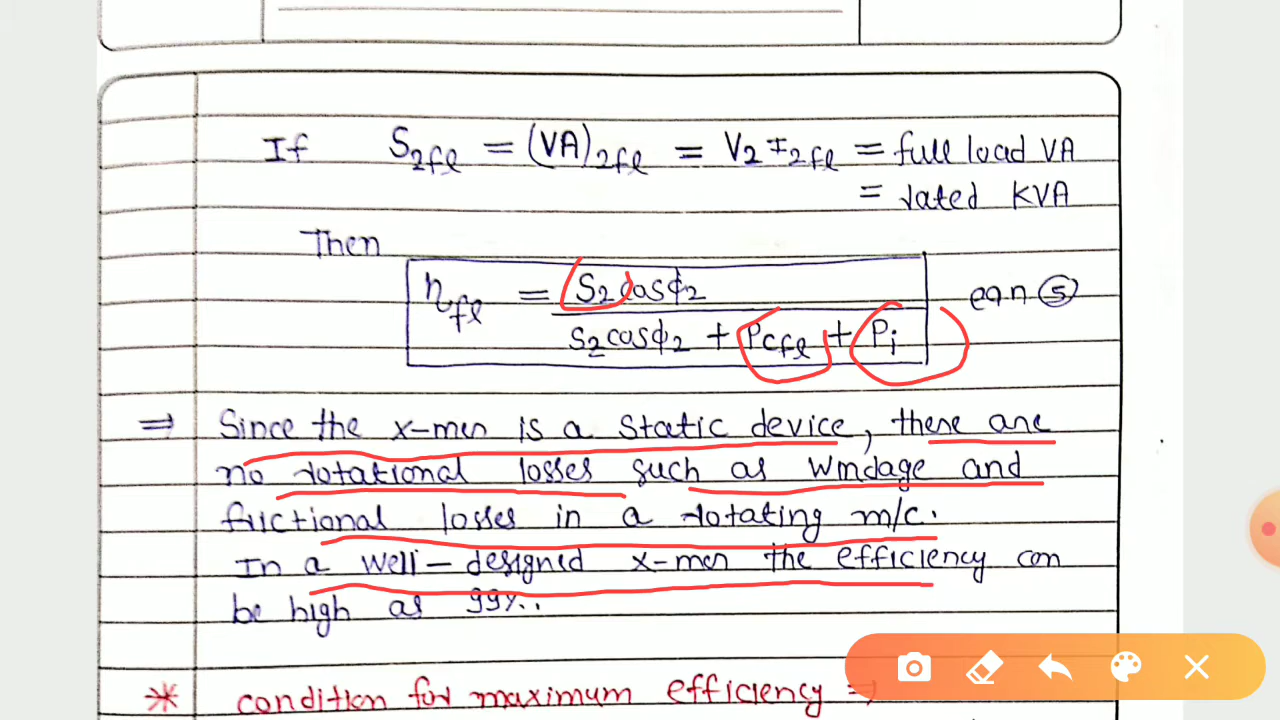 If S₂fl = (VA)₂fl = V₂ I₂fl = full load VA
= rated KVA
Then
ηfl = S₂cosφ₂ / S₂cosφ₂ + Pcfl + Pi eqn ⑤
⇒ Since the x-mer is a static device, there are
no rotational losses such as windage and
frictional losses in a rotating m/c.
In a well-designed x-mer the efficiency can
be high as 99%.
* condition for maximum efficiency ⇒